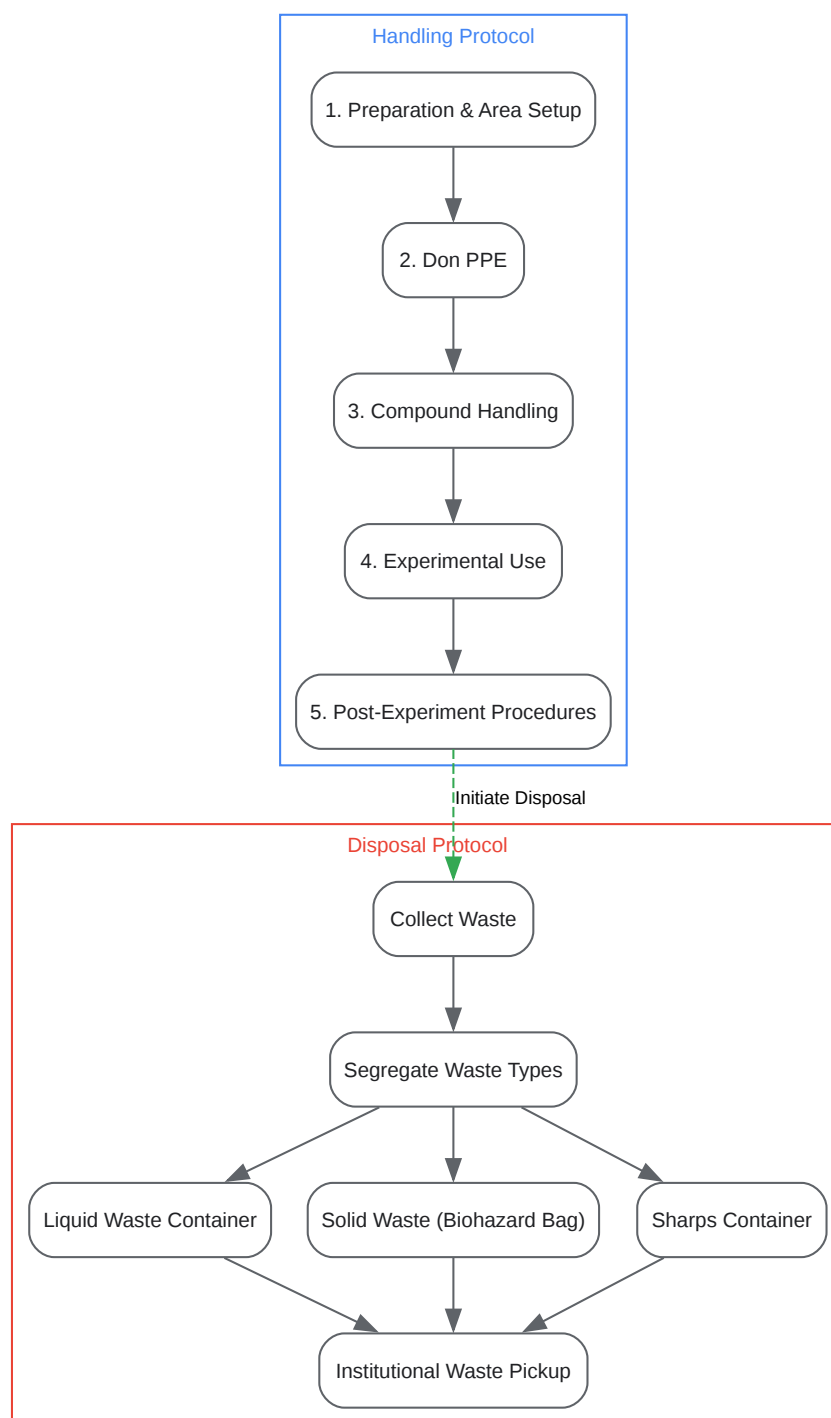 Handling Protocol
1. Preparation & Area Setup
2. Don PPE
3. Compound Handling
4. Experimental Use
5. Post-Experiment Procedures
Initiate Disposal
Disposal Protocol
Collect Waste
Segregate Waste Types
Liquid Waste Container
Solid Waste (Biohazard Bag)
Sharps Container
Institutional Waste Pickup